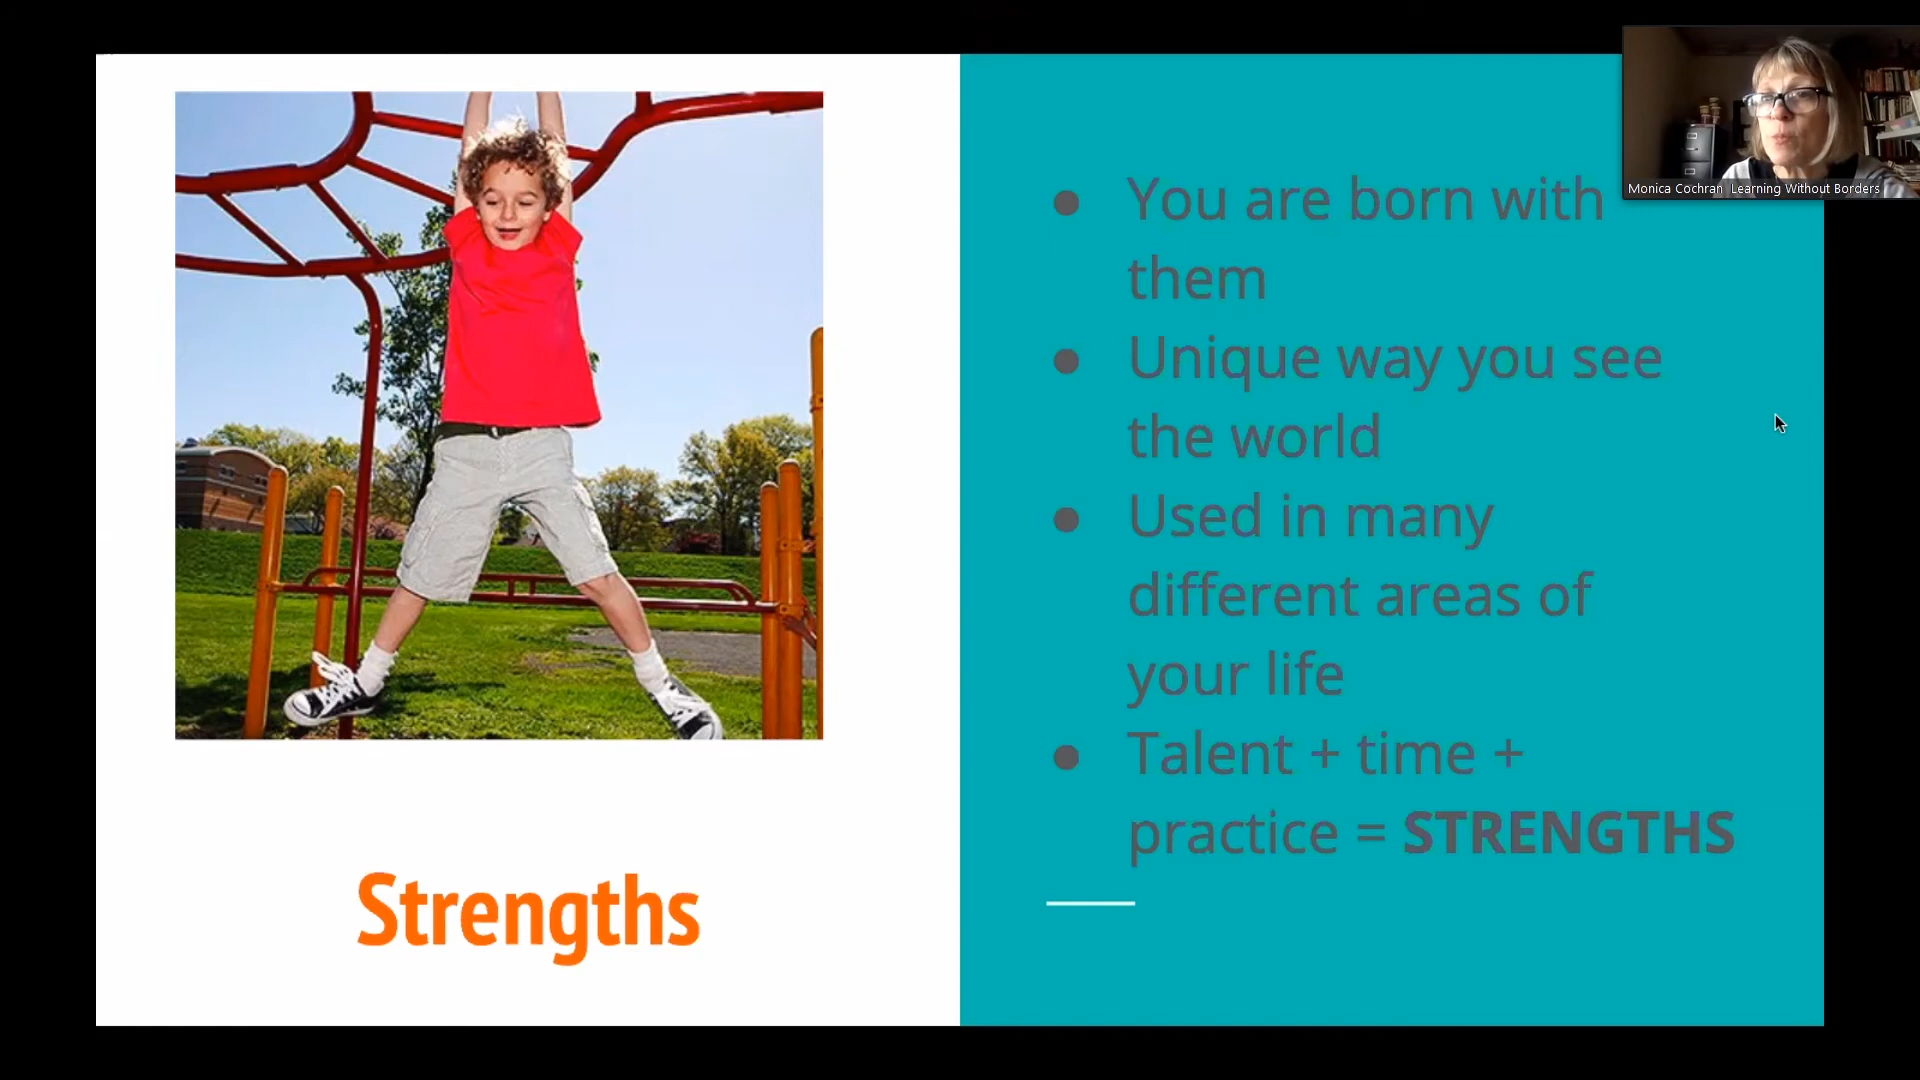 Monica Cochran Learning Without Borders
● You are born with
them
● Unique way you see
the world
● Used in many
different areas of
your life
● Talent + time +
practice = STRENGTHS
Strengths